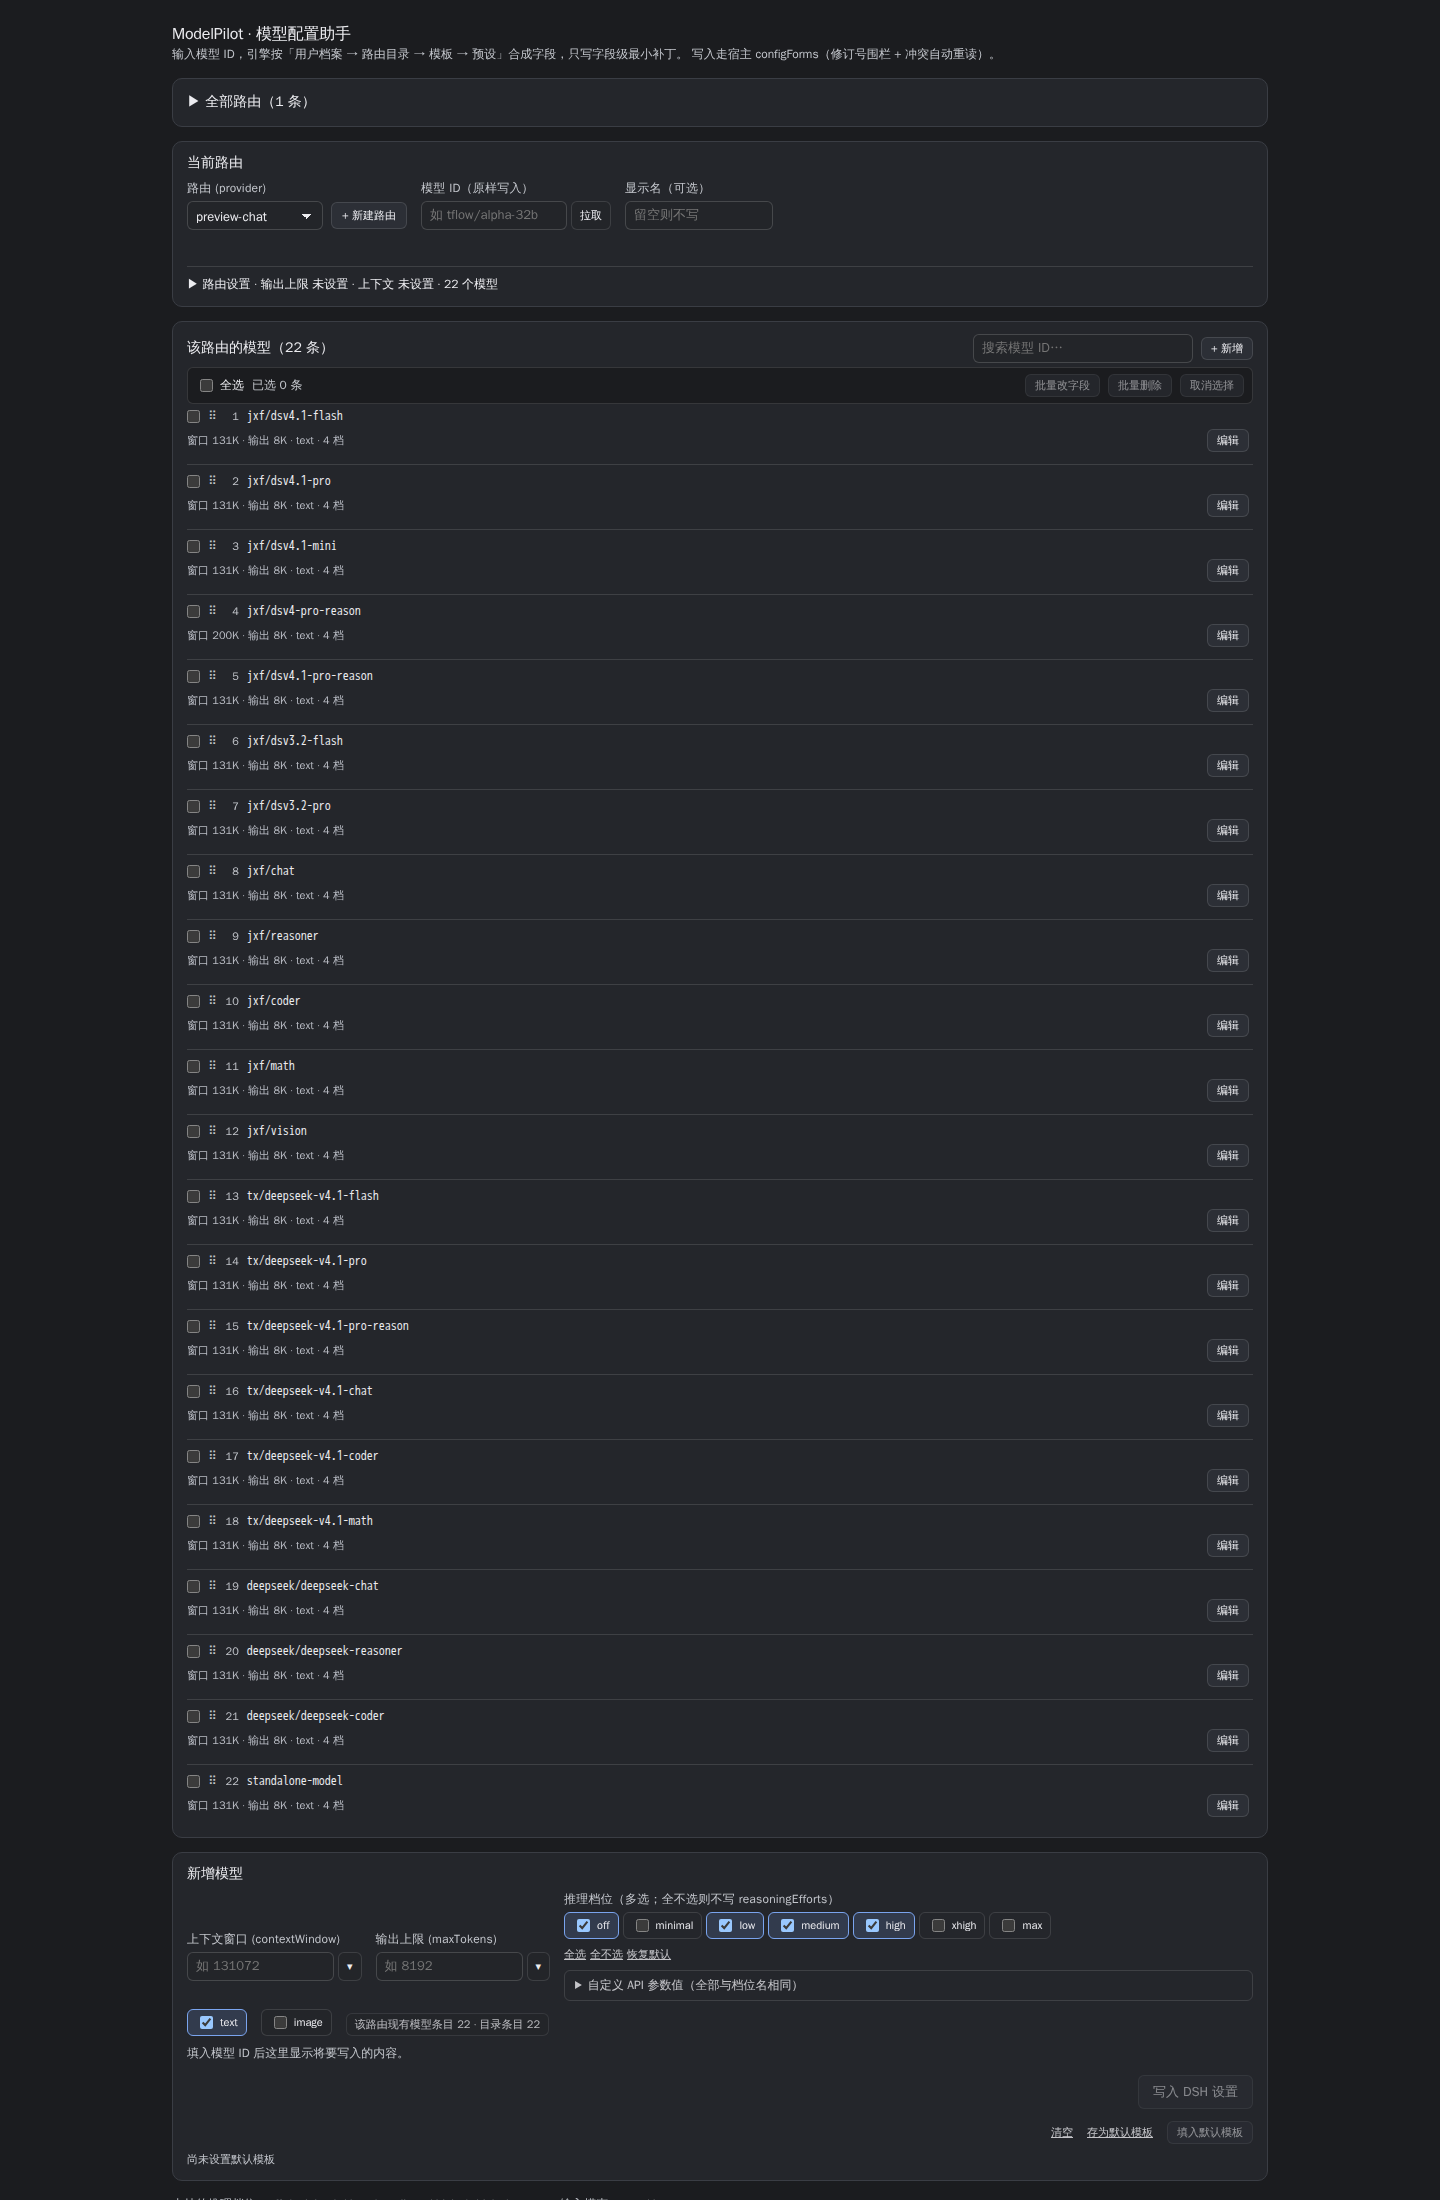 ModelPilot · 模型配置助手
输入模型 ID，引擎按「用户档案 → 路由目录 → 模板 → 预设」合成字段，只写字段级最小补丁。 写入走宿主 configForms（修订号围栏 + 冲突自动重读）。
▶ 全部路由（1 条）
当前路由
路由 (provider) 模型 ID（原样写入） 显示名（可选）
preview-chat + 新建路由 如 tflow/alpha-32b 拉取 留空则不写
▶ 路由设置 · 输出上限 未设置 · 上下文 未设置 · 22 个模型
该路由的模型（22 条） 搜索模型 ID… + 新增
全选 已选 0 条 批量改字段 批量删除 取消选择
⠿ 1 jxf/dsv4.1-flash
窗口 131K · 输出 8K · text · 4 档 编辑
⠿ 2 jxf/dsv4.1-pro
窗口 131K · 输出 8K · text · 4 档 编辑
⠿ 3 jxf/dsv4.1-mini
窗口 131K · 输出 8K · text · 4 档 编辑
⠿ 4 jxf/dsv4-pro-reason
窗口 200K · 输出 8K · text · 4 档 编辑
⠿ 5 jxf/dsv4.1-pro-reason
窗口 131K · 输出 8K · text · 4 档 编辑
⠿ 6 jxf/dsv3.2-flash
窗口 131K · 输出 8K · text · 4 档 编辑
⠿ 7 jxf/dsv3.2-pro
窗口 131K · 输出 8K · text · 4 档 编辑
⠿ 8 jxf/chat
窗口 131K · 输出 8K · text · 4 档 编辑
⠿ 9 jxf/reasoner
窗口 131K · 输出 8K · text · 4 档 编辑
⠿ 10 jxf/coder
窗口 131K · 输出 8K · text · 4 档 编辑
⠿ 11 jxf/math
窗口 131K · 输出 8K · text · 4 档 编辑
⠿ 12 jxf/vision
窗口 131K · 输出 8K · text · 4 档 编辑
⠿ 13 tx/deepseek-v4.1-flash
窗口 131K · 输出 8K · text · 4 档 编辑
⠿ 14 tx/deepseek-v4.1-pro
窗口 131K · 输出 8K · text · 4 档 编辑
⠿ 15 tx/deepseek-v4.1-pro-reason
窗口 131K · 输出 8K · text · 4 档 编辑
⠿ 16 tx/deepseek-v4.1-chat
窗口 131K · 输出 8K · text · 4 档 编辑
⠿ 17 tx/deepseek-v4.1-coder
窗口 131K · 输出 8K · text · 4 档 编辑
⠿ 18 tx/deepseek-v4.1-math
窗口 131K · 输出 8K · text · 4 档 编辑
⠿ 19 deepseek/deepseek-chat
窗口 131K · 输出 8K · text · 4 档 编辑
⠿ 20 deepseek/deepseek-reasoner
窗口 131K · 输出 8K · text · 4 档 编辑
⠿ 21 deepseek/deepseek-coder
窗口 131K · 输出 8K · text · 4 档 编辑
⠿ 22 standalone-model
窗口 131K · 输出 8K · text · 4 档 编辑
新增模型
推理档位（多选；全不选则不写 reasoningEfforts）
off minimal low medium high xhigh max
上下文窗口 (contextWindow) 输出上限 (maxTokens)
全选 全不选 恢复默认
如 131072 ▾ 如 8192 ▾
▶ 自定义 API 参数值（全部与档位名相同）
text image 该路由现有模型条目 22 · 目录条目 22
填入模型 ID 后这里显示将要写入的内容。
写入 DSH 设置
清空 存为默认模板 填入默认模板
尚未设置默认模板